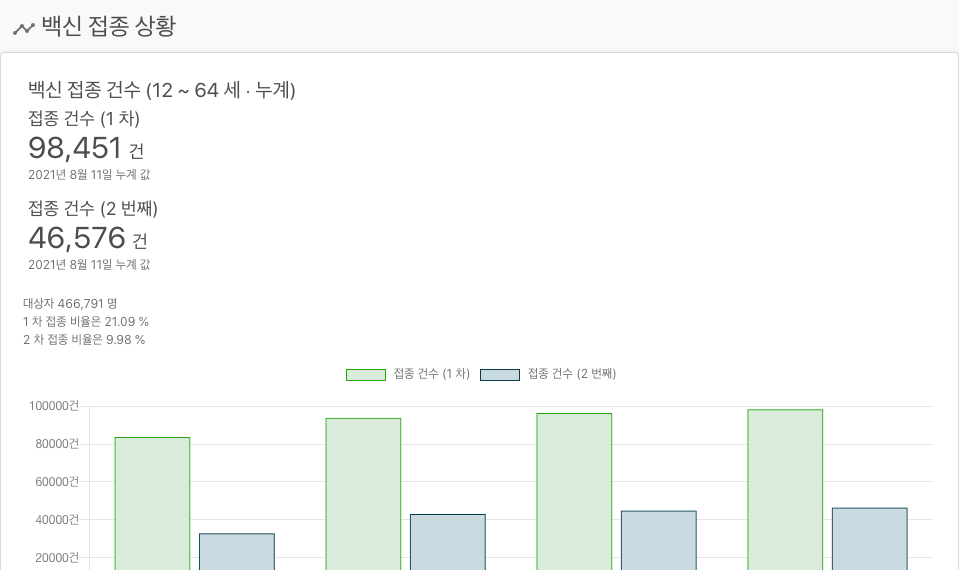 백신 접종 상황
백신 접종 건수 (12 ~ 64 세 · 누계)
접종 건수 (1 차)
98,451 건
2021년 8월 11일 누계 값
접종 건수 (2 번째)
46,576 건
2021년 8월 11일 누계 값
대상자 466,791 명
1 차 접종 비율은 21.09 %
2 차 접종 비율은 9.98 %
접종 건수 (1 차) 접종 건수 (2 번째)
100000건
80000건
60000건
40000건
20000건